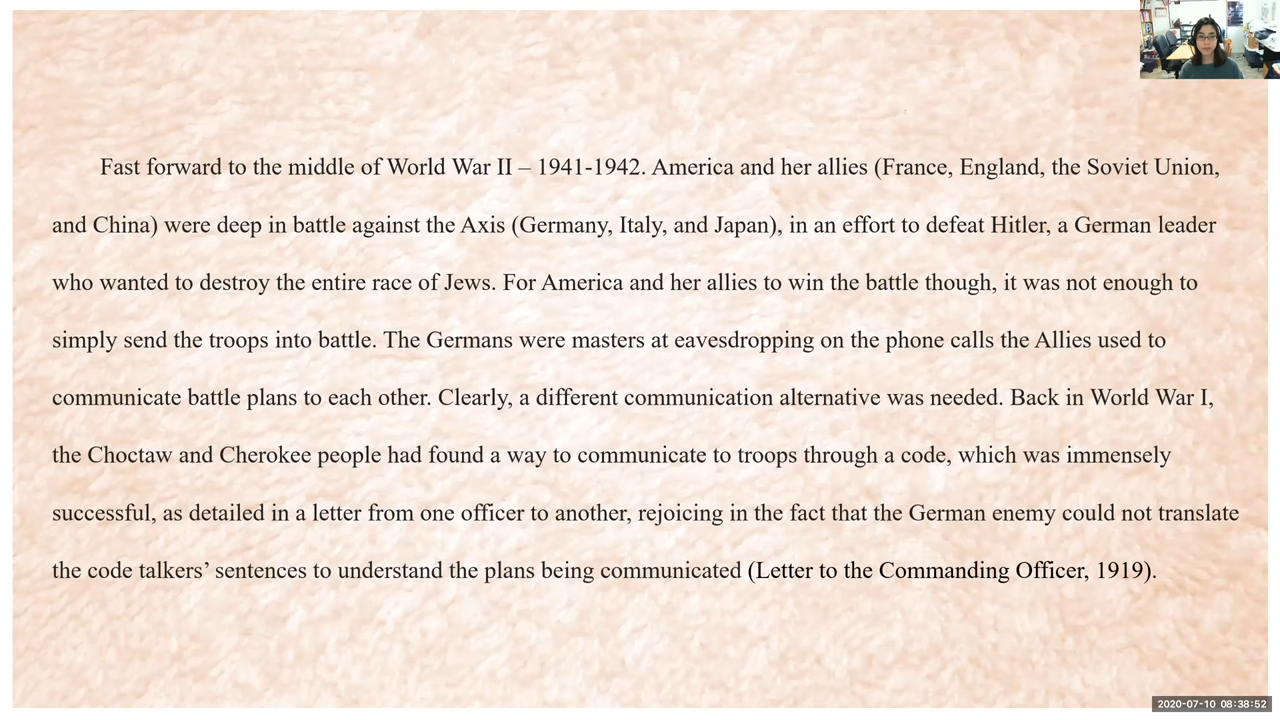 Fast forward to the middle of World War II – 1941-1942. America and her allies (France, England, the Soviet Union,
and China) were deep in battle against the Axis (Germany, Italy, and Japan), in an effort to defeat Hitler, a German leader
who wanted to destroy the entire race of Jews. For America and her allies to win the battle though, it was not enough to
simply send the troops into battle. The Germans were masters at eavesdropping on the phone calls the Allies used to
communicate battle plans to each other. Clearly, a different communication alternative was needed. Back in World War I,
the Choctaw and Cherokee people had found a way to communicate to troops through a code, which was immensely
successful, as detailed in a letter from one officer to another, rejoicing in the fact that the German enemy could not translate
the code talkers’ sentences to understand the plans being communicated (Letter to the Commanding Officer, 1919).
2020-07-10 08:38:52